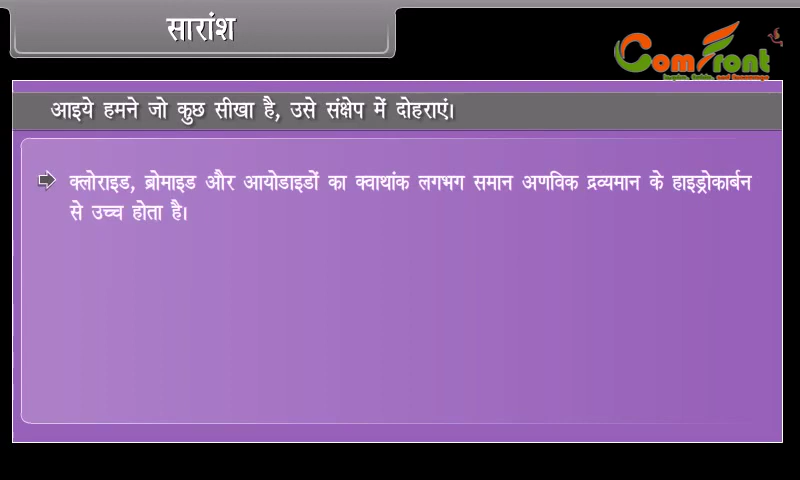 सारांश
ComFront
आइये हमने जो कुछ सीखा है, उसे संक्षेप में दोहराएं।
क्लोराइड, ब्रोमाइड और आयोडाइडों का क्वाथांक लगभग समान अणविक द्रव्यमान के हाइड्रोकार्बन
से उच्च होता है।